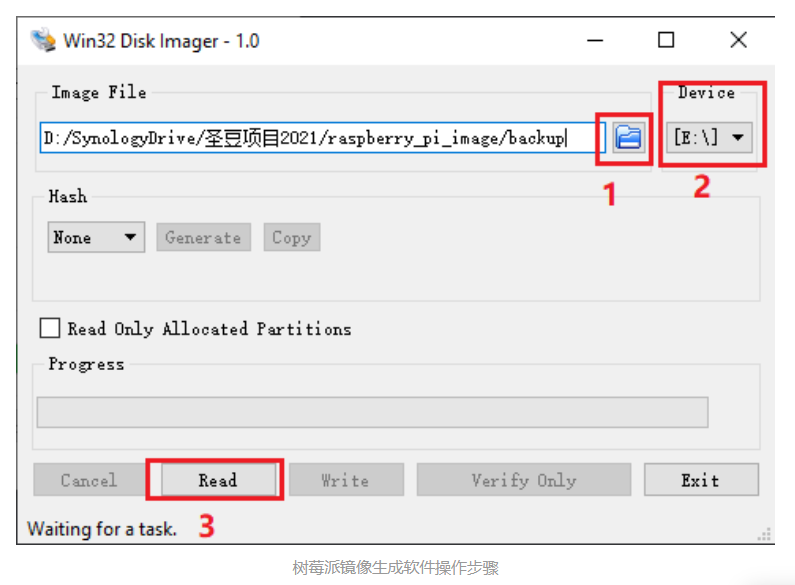 Win32 Disk Imager - 1.0
Image File
Device
D:/SynologyDrive/圣豆项目2021/raspberry_pi_image/backup
[E:\]
1
2
Hash
None
Generate
Copy
Read Only Allocated Partitions
Progress
Cancel
Read
Write
Verify Only
Exit
Waiting for a task.
3
树莓派镜像生成软件操作步骤